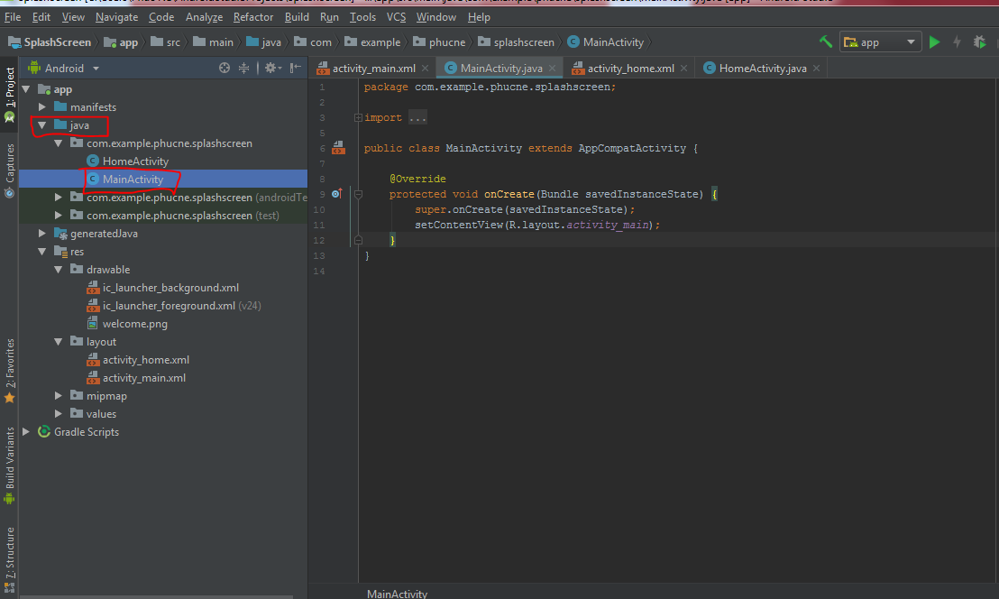 File Edit View Navigate Code Analyze Refactor Build Run Tools VCS Window Help
SplashScreen app src main java com example phucne splashscreen MainActivity app
1: Project
Captures
2: Favorites
Build Variants
7: Structure
Android
app
manifests
java
com.example.phucne.splashscreen
HomeActivity
MainActivity
com.example.phucne.splashscreen (androidTe
com.example.phucne.splashscreen (test)
generatedJava
res
drawable
ic_launcher_background.xml
ic_launcher_foreground.xml (v24)
welcome.png
layout
activity_home.xml
activity_main.xml
mipmap
values
Gradle Scripts
activity_main.xml MainActivity.java activity_home.xml HomeActivity.java
1 package com.example.phucne.splashscreen;
2
3 import ...
5
6 public class MainActivity extends AppCompatActivity {
7
8 @Override
9 protected void onCreate(Bundle savedInstanceState) {
10 super.onCreate(savedInstanceState);
11 setContentView(R.layout.activity_main);
12 }
13 }
14
MainActivity